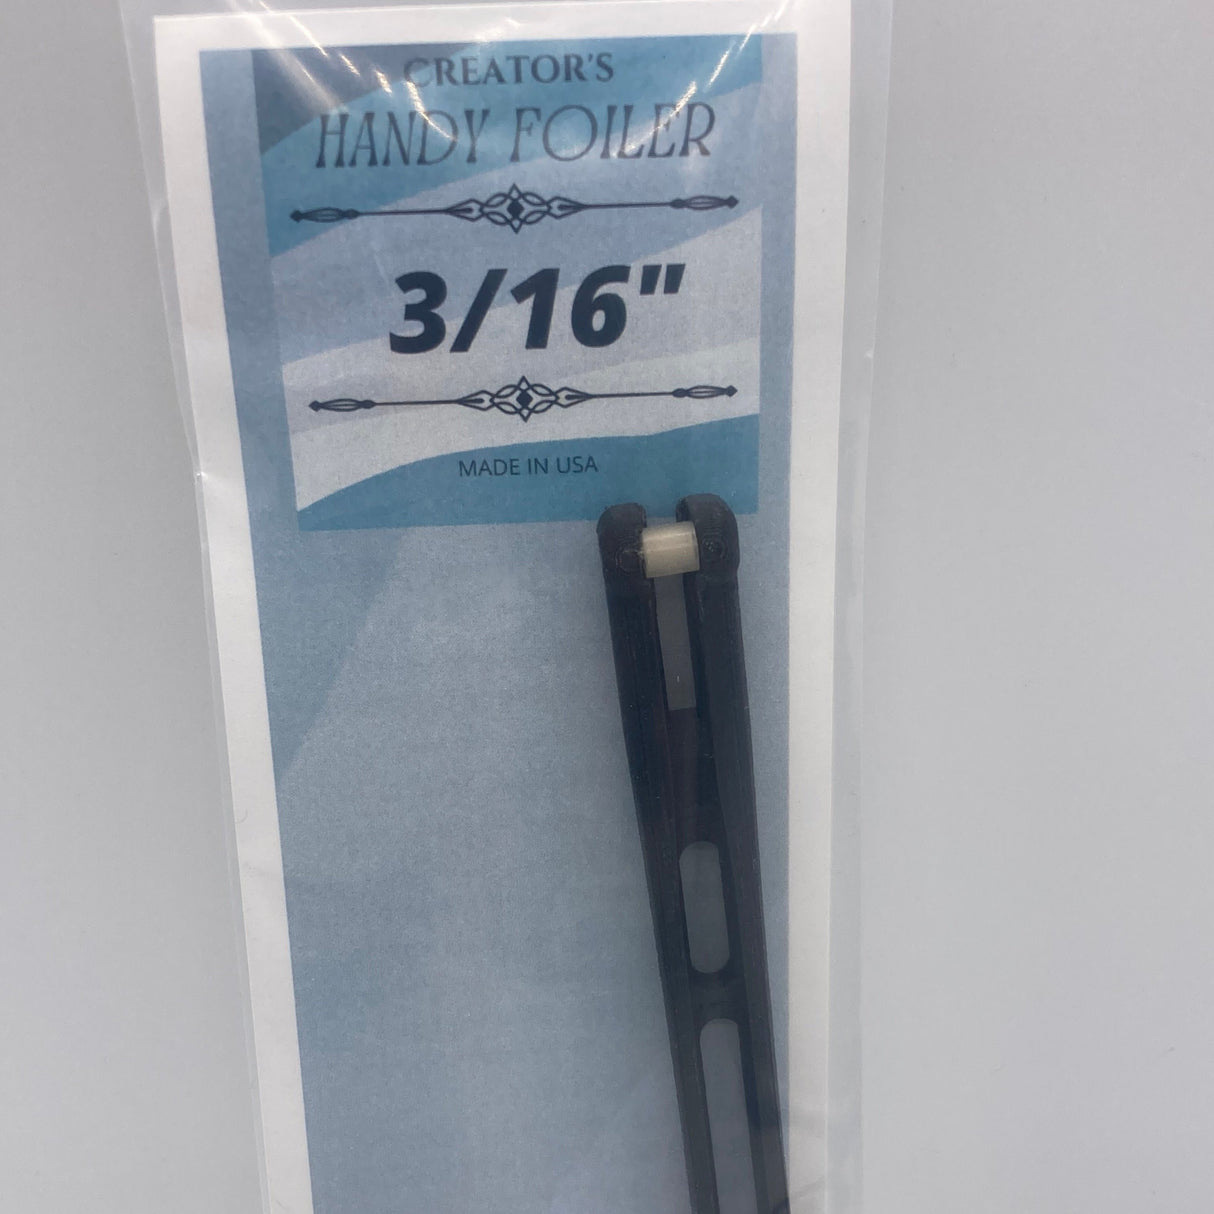 CREATOR'S
HANDY FOILER
3/16"
MADE IN USA